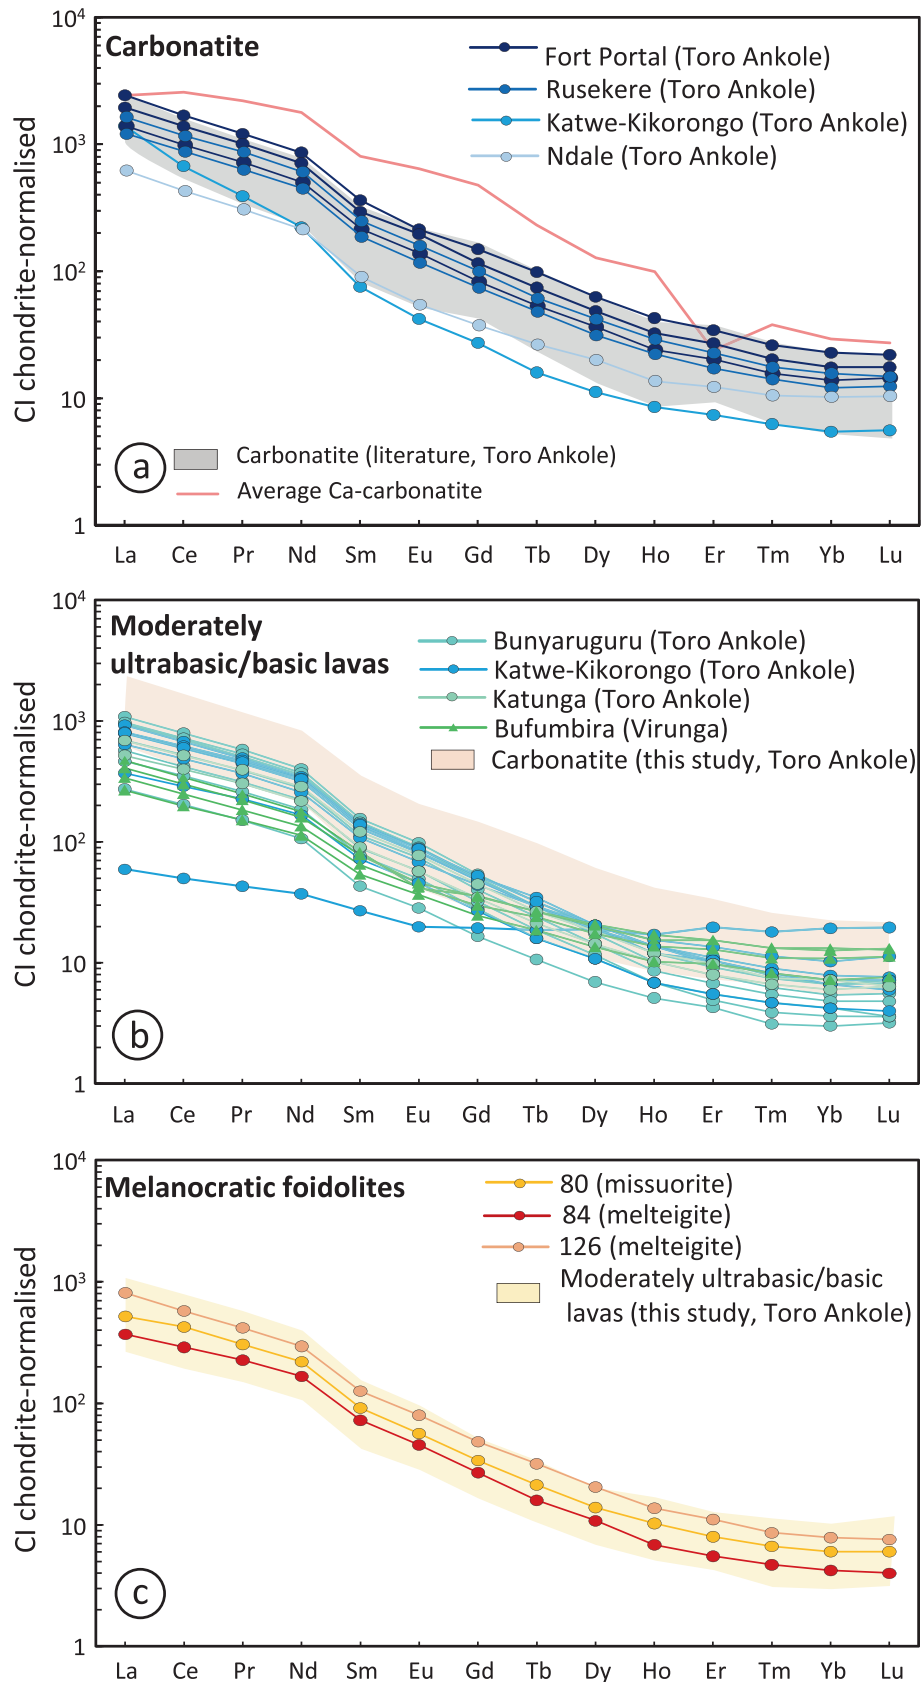 10⁴
Carbonatite
Fort Portal (Toro Ankole)
Rusekere (Toro Ankole)
Katwe-Kikorongo (Toro Ankole)
Ndale (Toro Ankole)
10³
10²
10
1
CI chondrite-normalised
a
Carbonatite (literature, Toro Ankole)
Average Ca-carbonatite
La Ce Pr Nd Sm Eu Gd Tb Dy Ho Er Tm Yb Lu
10⁴
Moderately
ultrabasic/basic lavas
Bunyaruguru (Toro Ankole)
Katwe-Kikorongo (Toro Ankole)
Katunga (Toro Ankole)
Bufumbira (Virunga)
Carbonatite (this study, Toro Ankole)
10³
10²
10
1
CI chondrite-normalised
b
La Ce Pr Nd Sm Eu Gd Tb Dy Ho Er Tm Yb Lu
10⁴
Melanocratic foidolites
80 (missuorite)
84 (melteigite)
126 (melteigite)
Moderately ultrabasic/basic
lavas (this study, Toro Ankole)
10³
10²
10
1
CI chondrite-normalised
c
La Ce Pr Nd Sm Eu Gd Tb Dy Ho Er Tm Yb Lu